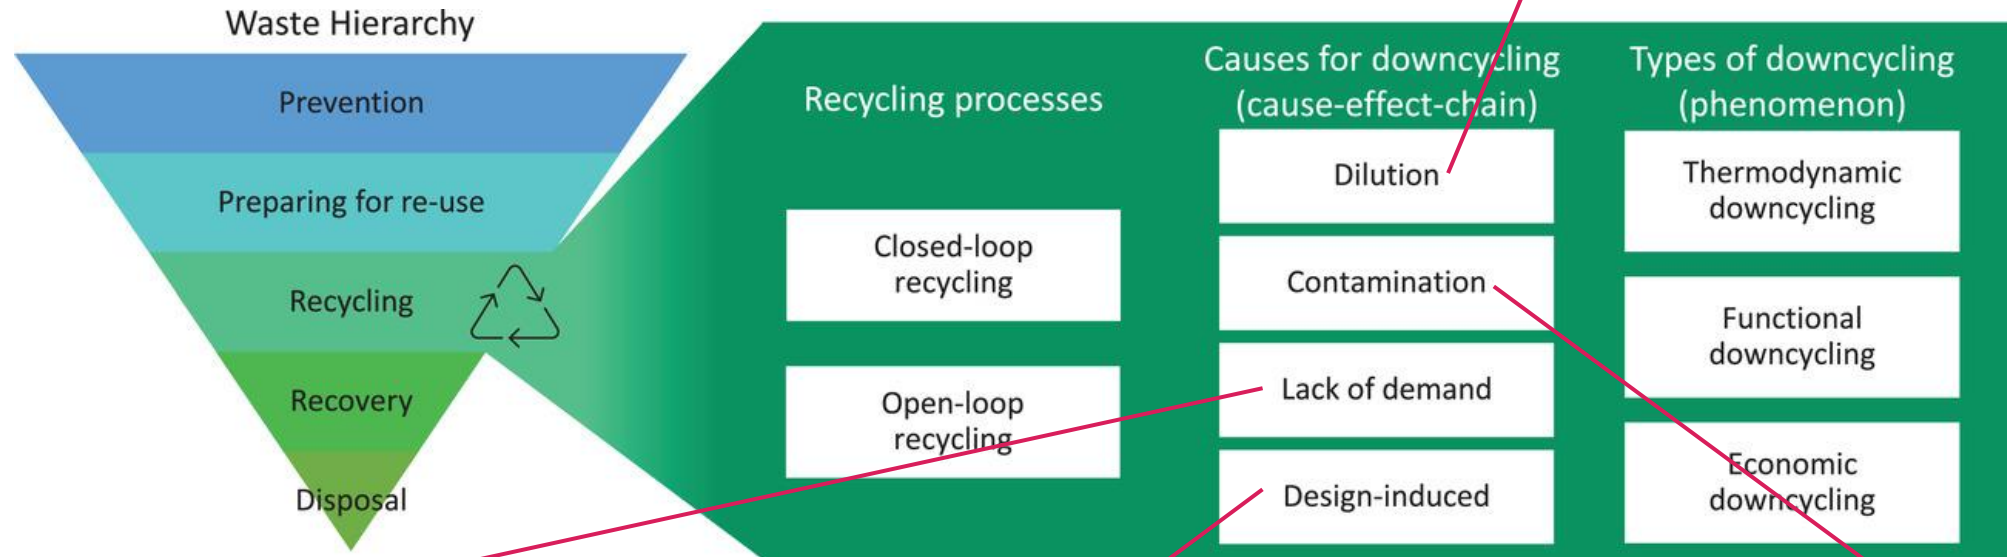 Waste Hierarchy
Prevention
Preparing for re-use
Recycling
Recovery
Disposal
Recycling processes
Closed-loop
recycling
Open-loop
recycling
Causes for downcycling
(cause-effect-chain)
Dilution
Contamination
Lack of demand
Design-induced
Types of downcycling
(phenomenon)
Thermodynamic
downcycling
Functional
downcycling
Economic
downcycling